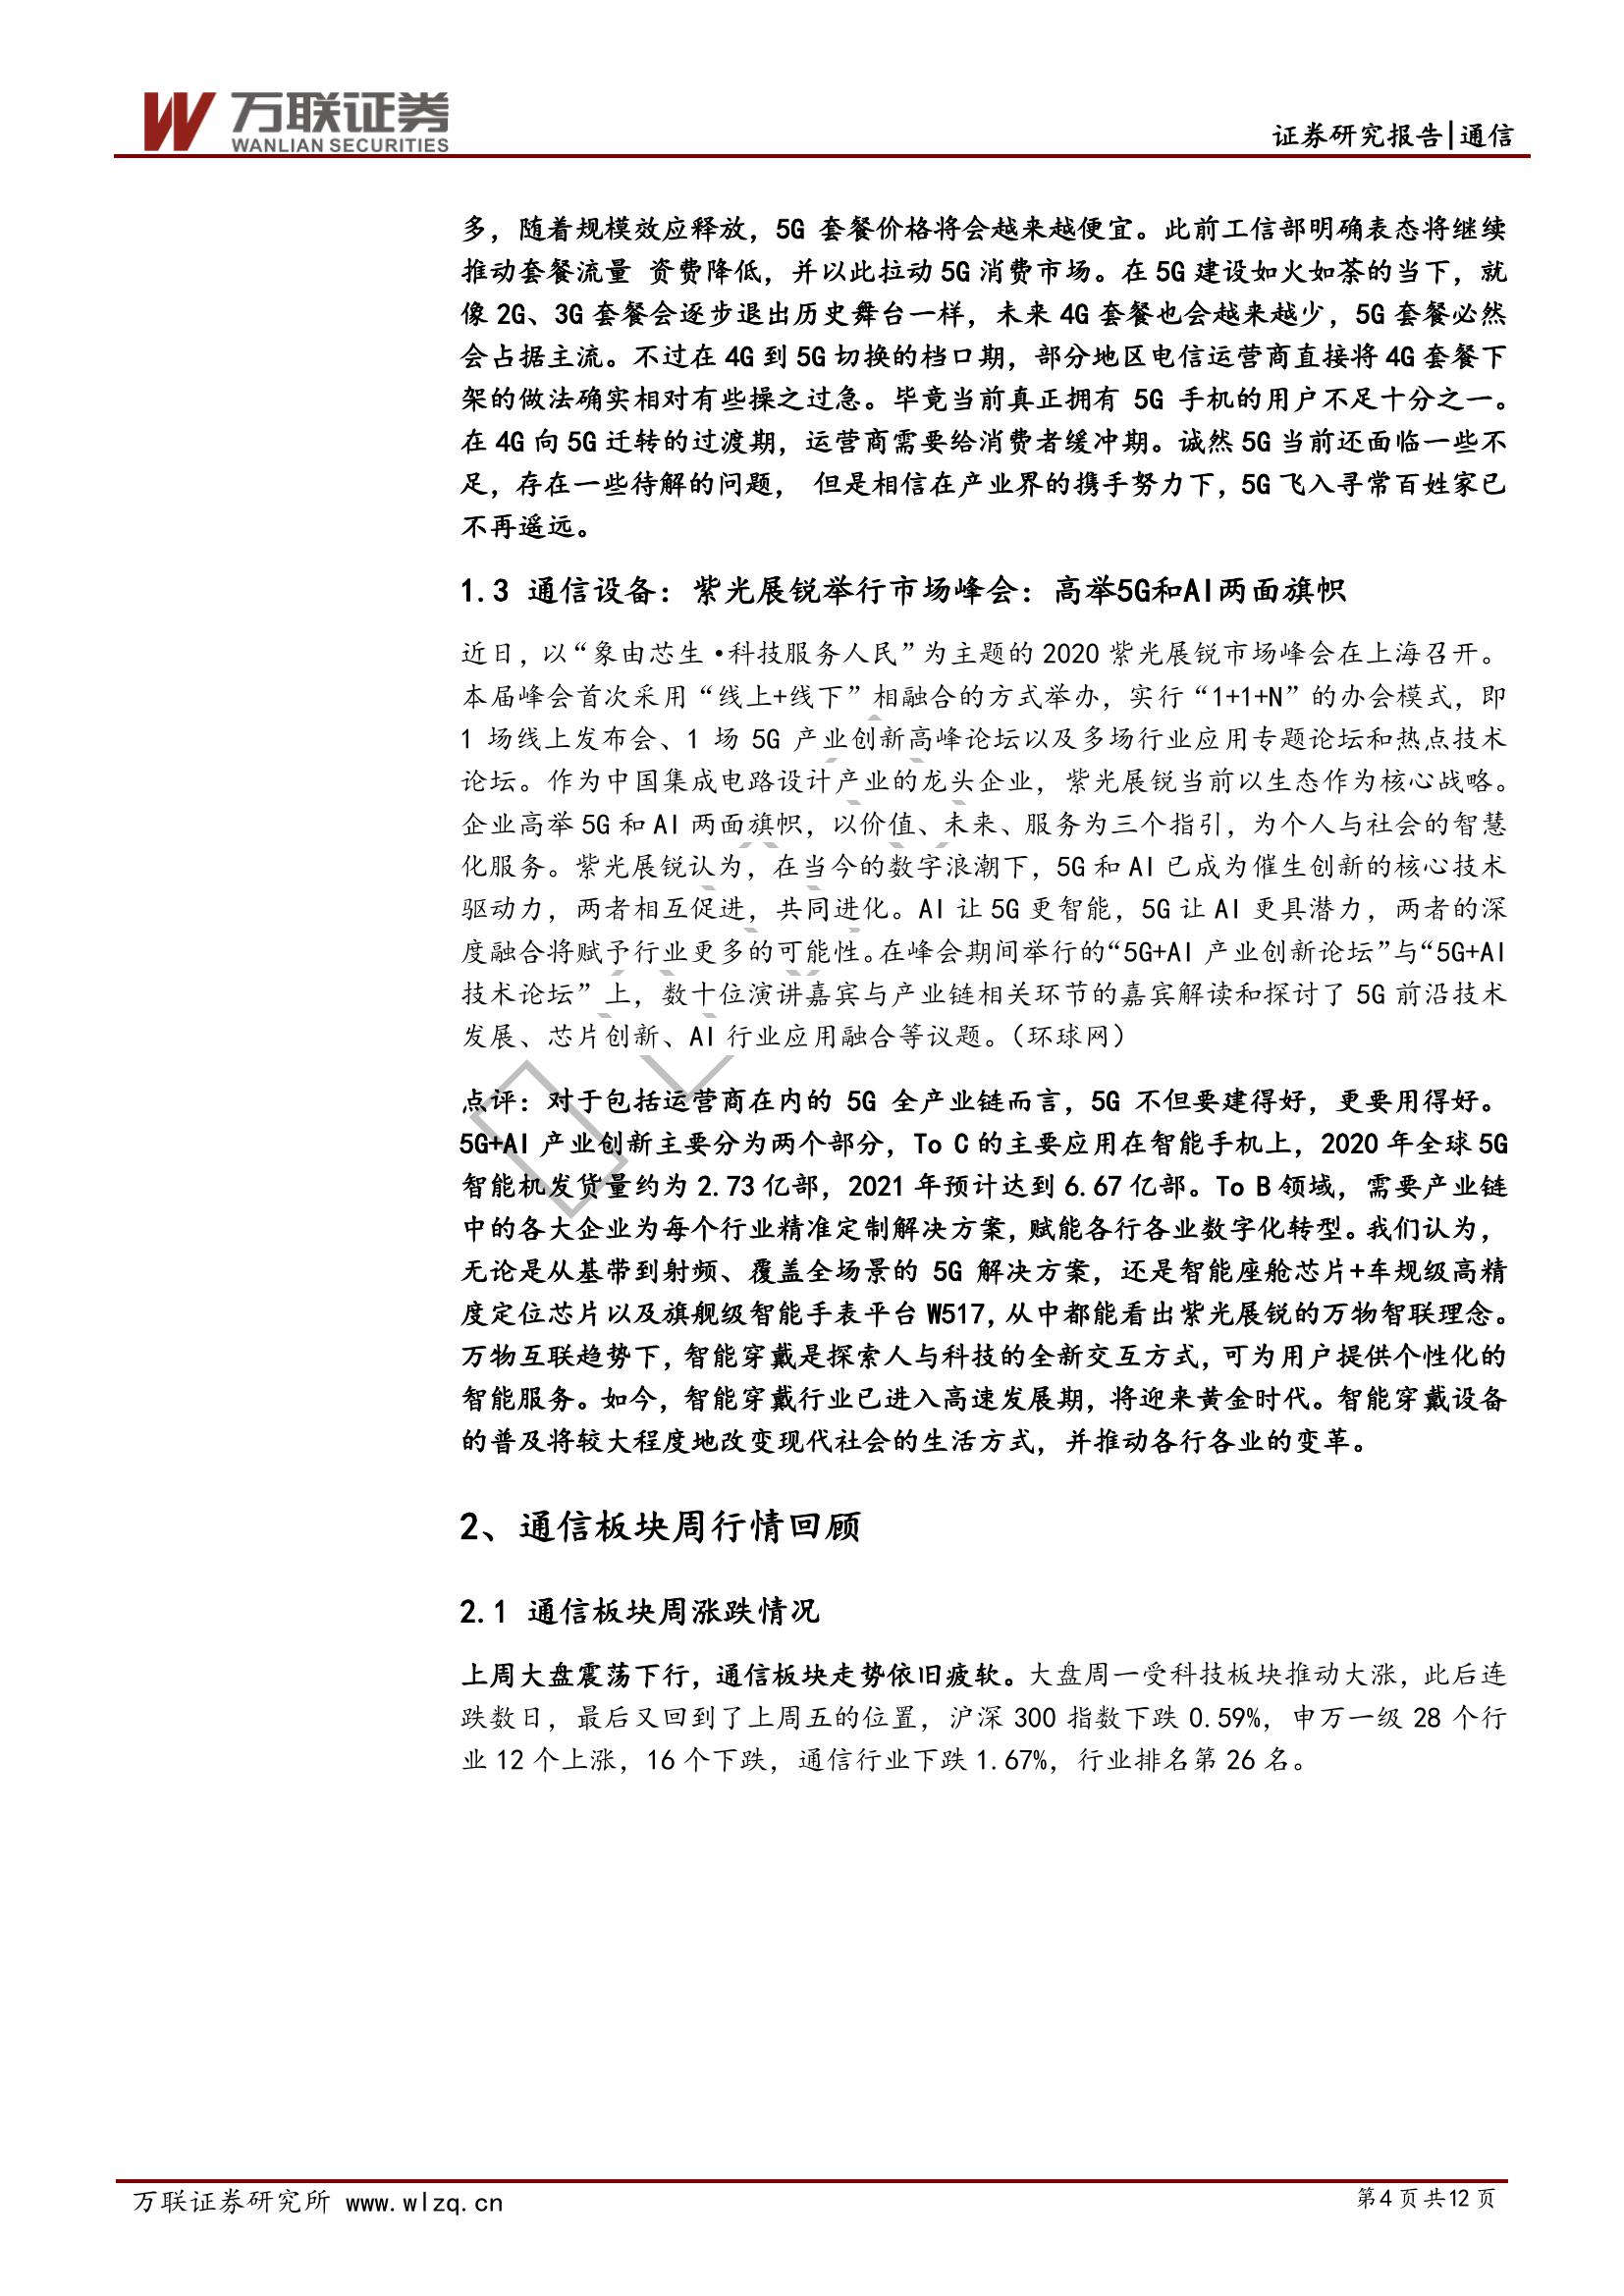 万联证券
WANLIAN SECURITIES
证券研究报告|通信
多，随着规模效应释放，5G 套餐价格将会越来越便宜。此前工信部明确表态将继续
推动套餐流量 资费降低，并以此拉动 5G 消费市场。在 5G 建设如火如荼的当下，就
像 2G、3G 套餐会逐步退出历史舞台一样，未来 4G 套餐也会越来越少，5G 套餐必然
会占据主流。不过在 4G 到 5G 切换的档口期，部分地区电信运营商直接将 4G 套餐下
架的做法确实相对有些操之过急。毕竟当前真正拥有 5G 手机的用户不足十分之一。
在 4G 向 5G 迁转的过渡期，运营商需要给消费者缓冲期。诚然 5G 当前还面临一些不
足，存在一些待解的问题， 但是相信在产业界的携手努力下，5G 飞入寻常百姓家已
不再遥远。
1.3 通信设备：紫光展锐举行市场峰会：高举5G和AI两面旗帜
近日，以“象由芯生·科技服务人民”为主题的 2020 紫光展锐市场峰会在上海召开。
本届峰会首次采用“线上+线下”相融合的方式举办，实行“1+1+N”的办会模式，即
1 场线上发布会、1 场 5G 产业创新高峰论坛以及多场行业应用专题论坛和热点技术
论坛。作为中国集成电路设计产业的龙头企业，紫光展锐当前以生态作为核心战略。
企业高举 5G 和 AI 两面旗帜，以价值、未来、服务为三个指引，为个人与社会的智慧
化服务。紫光展锐认为，在当今的数字浪潮下，5G 和 AI 已成为催生创新的核心技术
驱动力，两者相互促进，共同进化。AI 让 5G 更智能，5G 让 AI 更具潜力，两者的深
度融合将赋予行业更多的可能性。在峰会期间举行的“5G+AI 产业创新论坛”与“5G+AI
技术论坛”上，数十位演讲嘉宾与产业链相关环节的嘉宾解读和探讨了 5G 前沿技术
发展、芯片创新、AI 行业应用融合等议题。（环球网）
点评：对于包括运营商在内的 5G 全产业链而言，5G 不但要建得好，更要用得好。
5G+AI 产业创新主要分为两个部分，To C 的主要应用在智能手机上，2020 年全球 5G
智能机发货量约为 2.73 亿部，2021 年预计达到 6.67 亿部。To B 领域，需要产业链
中的各大企业为每个行业精准定制解决方案，赋能各行各业数字化转型。我们认为，
无论是从基带到射频、覆盖全场景的 5G 解决方案，还是智能座舱芯片+车规级高精
度定位芯片以及旗舰级智能手表平台 W517，从中都能看出紫光展锐的万物智联理念。
万物互联趋势下，智能穿戴是探索人与科技的全新交互方式，可为用户提供个性化的
智能服务。如今，智能穿戴行业已进入高速发展期，将迎来黄金时代。智能穿戴设备
的普及将较大程度地改变现代社会的生活方式，并推动各行各业的变革。
2、通信板块周行情回顾
2.1 通信板块周涨跌情况
上周大盘震荡下行，通信板块走势依旧疲软。大盘周一受科技板块推动大涨，此后连
跌数日，最后又回到了上周五的位置，沪深 300 指数下跌 0.59%，申万一级 28 个行
业 12 个上涨，16 个下跌，通信行业下跌 1.67%，行业排名第 26 名。
万联证券研究所 www.wlzq.cn
第4页共12页